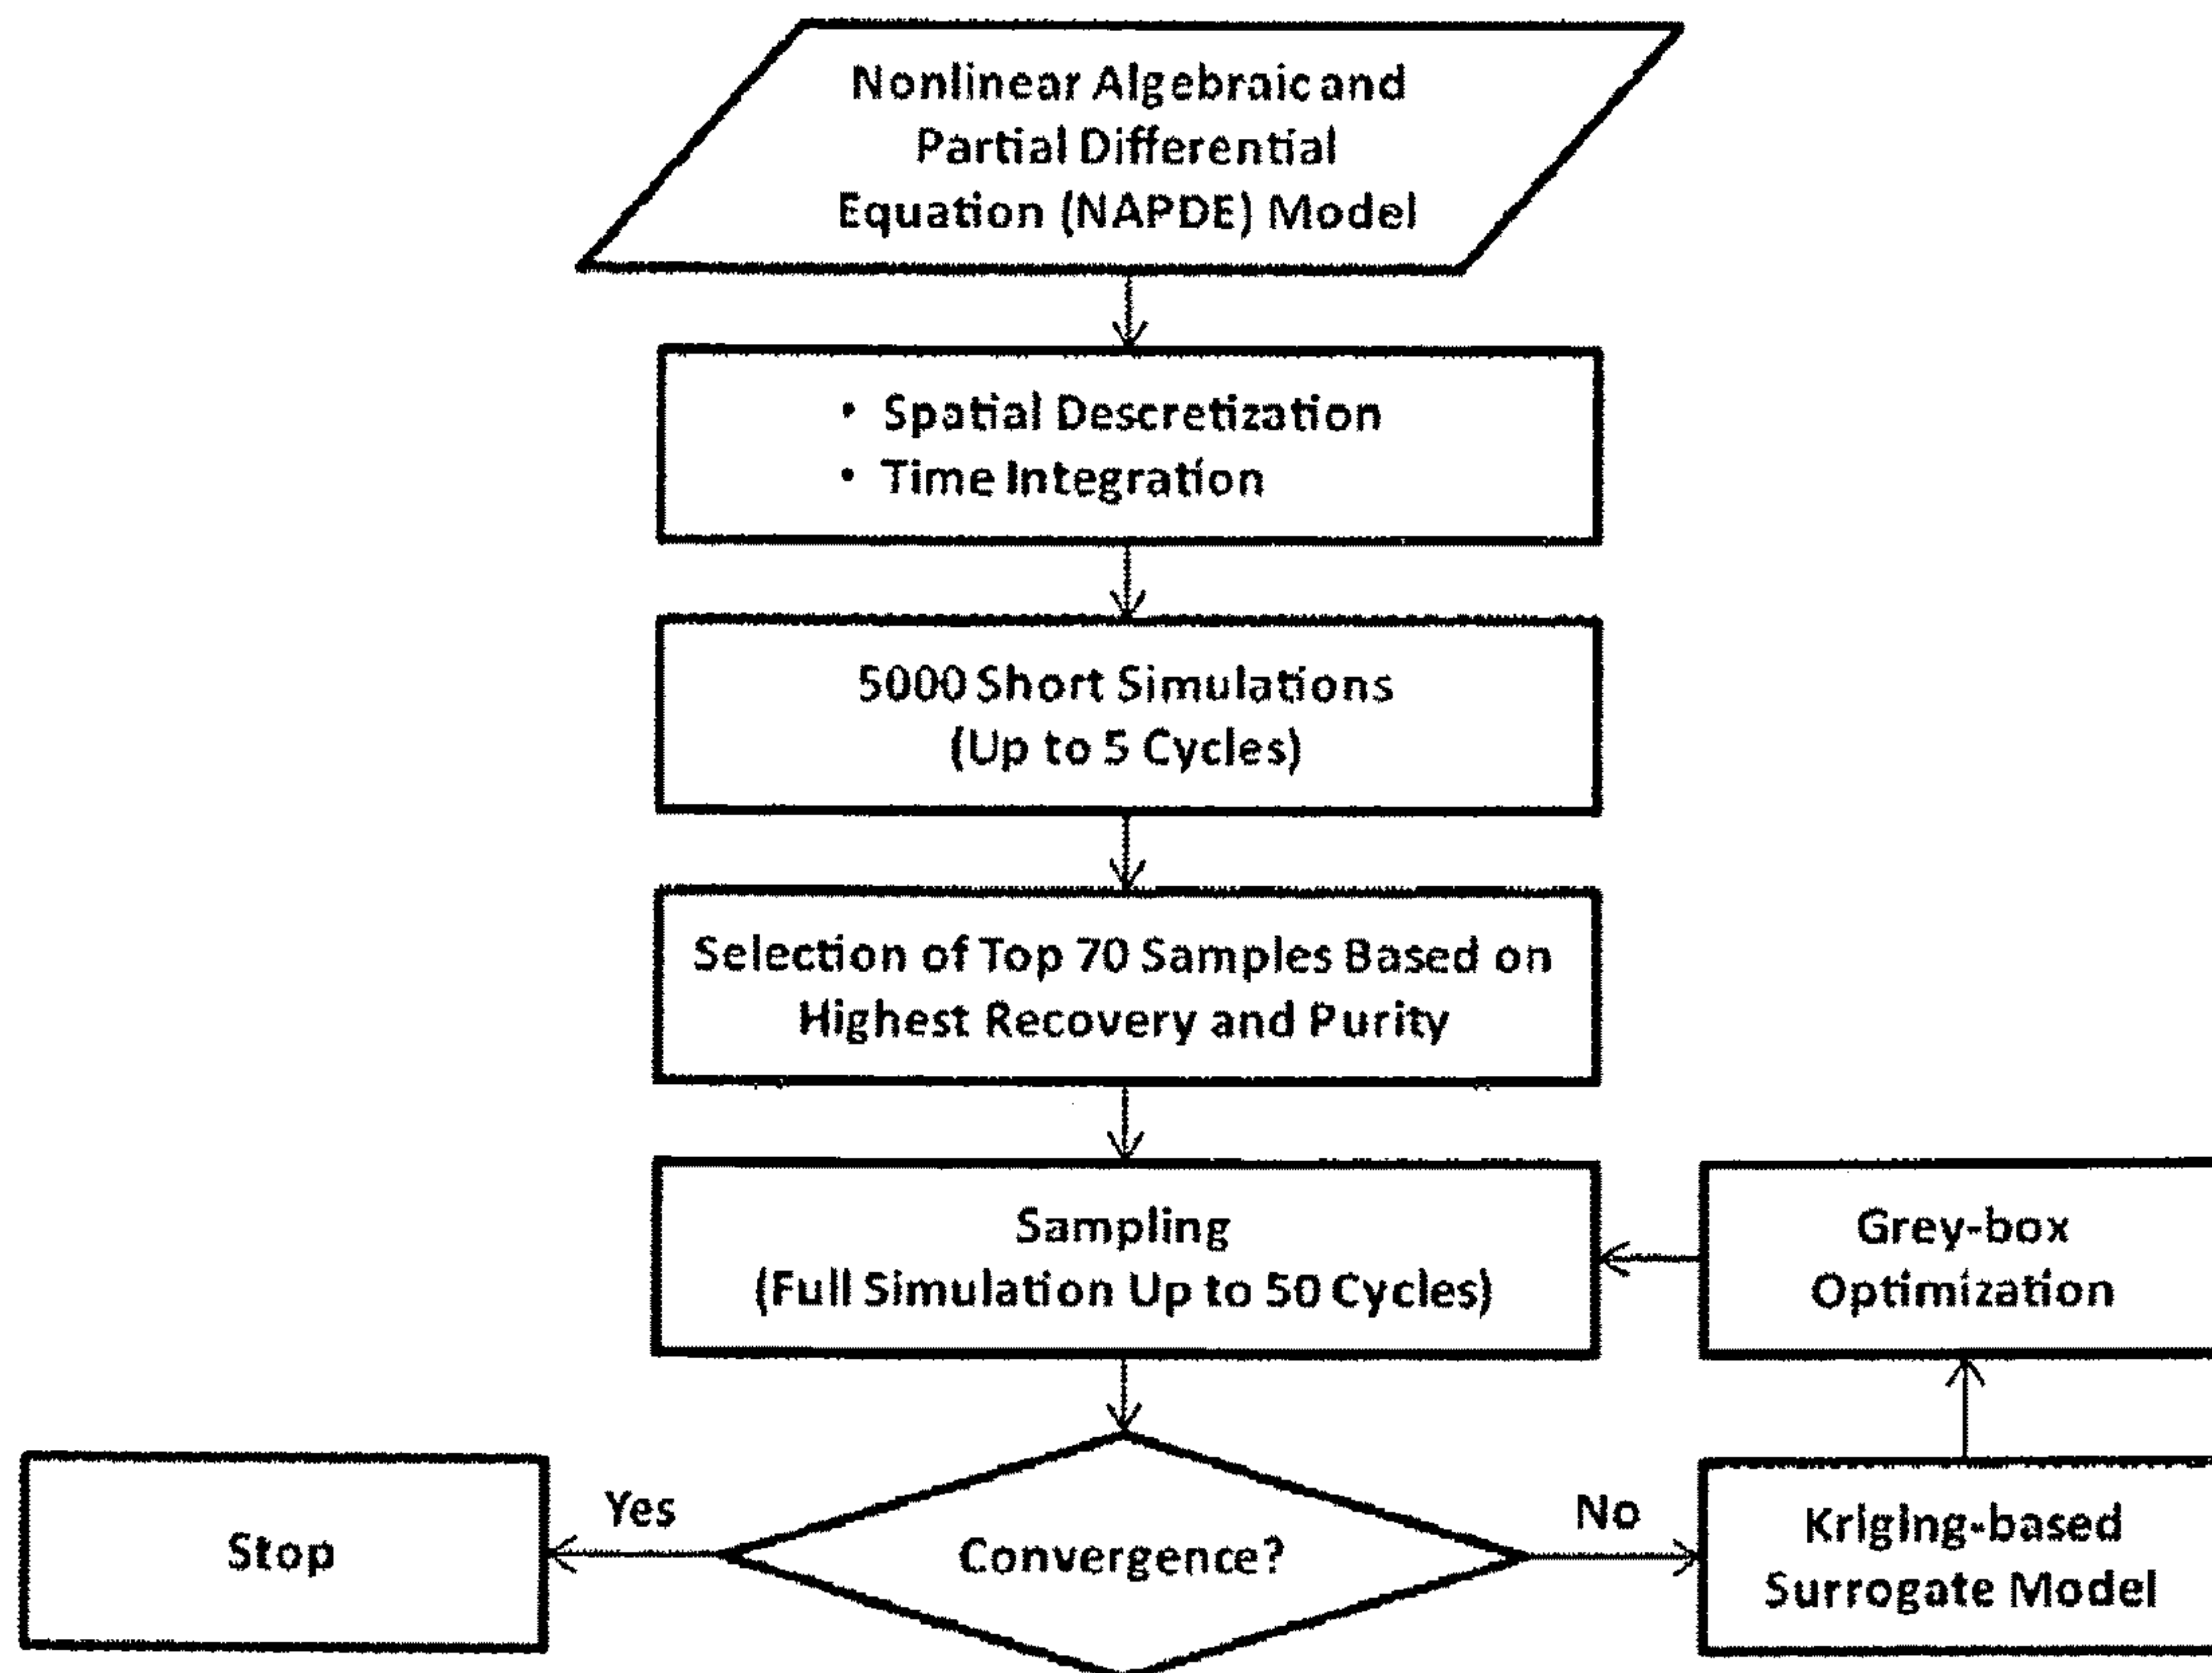 Nonlinear Algebraic and
Partial Differential
Equation (NAPDE) Model
• Spatial Descretization
• Time Integration
5000 Short Simulations
(Up to 5 Cycles)
Selection of Top 70 Samples Based on
Highest Recovery and Purity
Sampling
(Full Simulation Up to 50 Cycles)
Grey-box
Optimization
Stop
Yes
Convergence?
No
Kriging-based
Surrogate Model